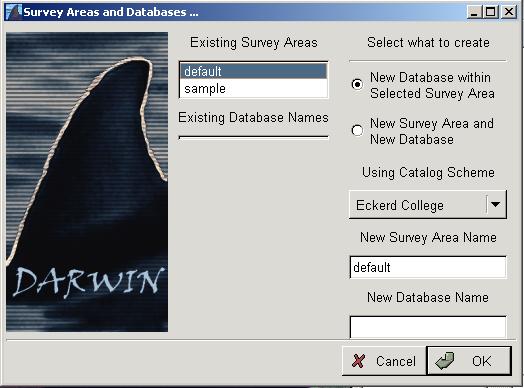 Survey Areas and Databases ...
Existing Survey Areas
default
sample
Existing Database Names
DARWIN
Select what to create
New Database within
Selected Survey Area
New Survey Area and
New Database
Using Catalog Scheme
Eckerd College
New Survey Area Name
default
New Database Name
Cancel
OK